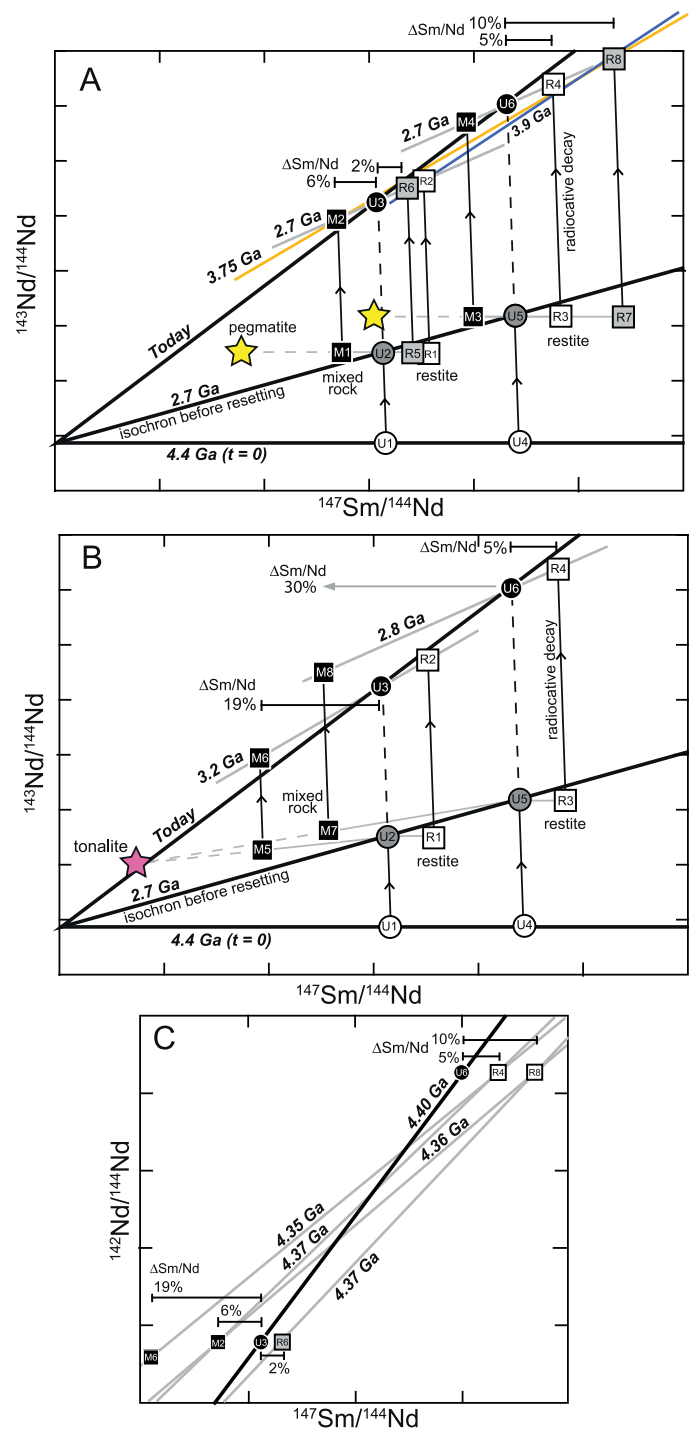 10%
ΔSm/Nd
5%
A
R8
R4
U6
M4
2.7 Ga
3.9 Ga
ΔSm/Nd
2%
6%
R6
R2
U3
M2
2.7 Ga
3.75 Ga
radiocative decay
143Nd/144Nd
Today
pegmatite
M3
U5
R3
R7
restite
M1
U2
R5
R1
mixed
rock
restite
2.7 Ga
isochron before resetting
U1
U4
4.4 Ga (t = 0)
147Sm/144Nd
B
ΔSm/Nd 5%
R4
ΔSm/Nd
30%
U6
2.8 Ga
M8
R2
ΔSm/Nd
19%
U3
radiocative decay
3.2 Ga
M6
143Nd/144Nd
Today
mixed
rock
M7
U5
R3
restite
tonalite
M5
U2
R1
restite
2.7 Ga
isochron before resetting
U1
U4
4.4 Ga (t = 0)
147Sm/144Nd
C
10%
ΔSm/Nd
5%
U6
R4
R8
4.40 Ga
4.36 Ga
142Nd/144Nd
4.35 Ga
4.37 Ga
4.37 Ga
ΔSm/Nd
19%
6%
M6
M2
U3
R6
2%
147Sm/144Nd